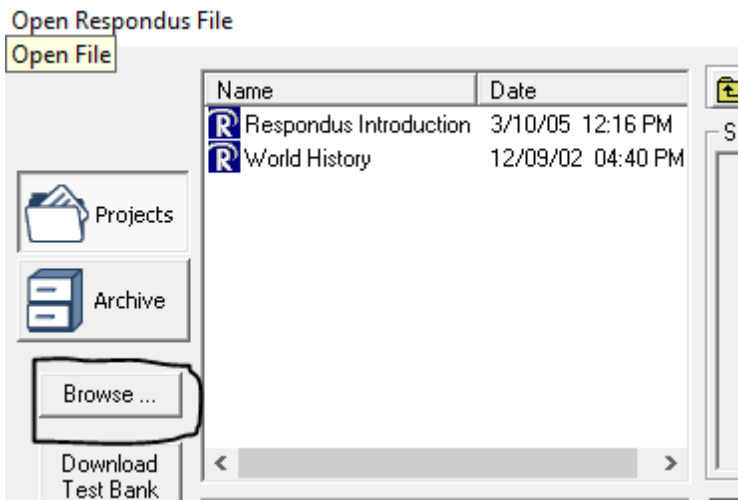 Open Respondus File
Open File
Name Date
Respondus Introduction 3/10/05 12:16 PM
World History 12/09/02 04:40 PM
Projects
Archive
Browse ...
Download
Test Bank
S